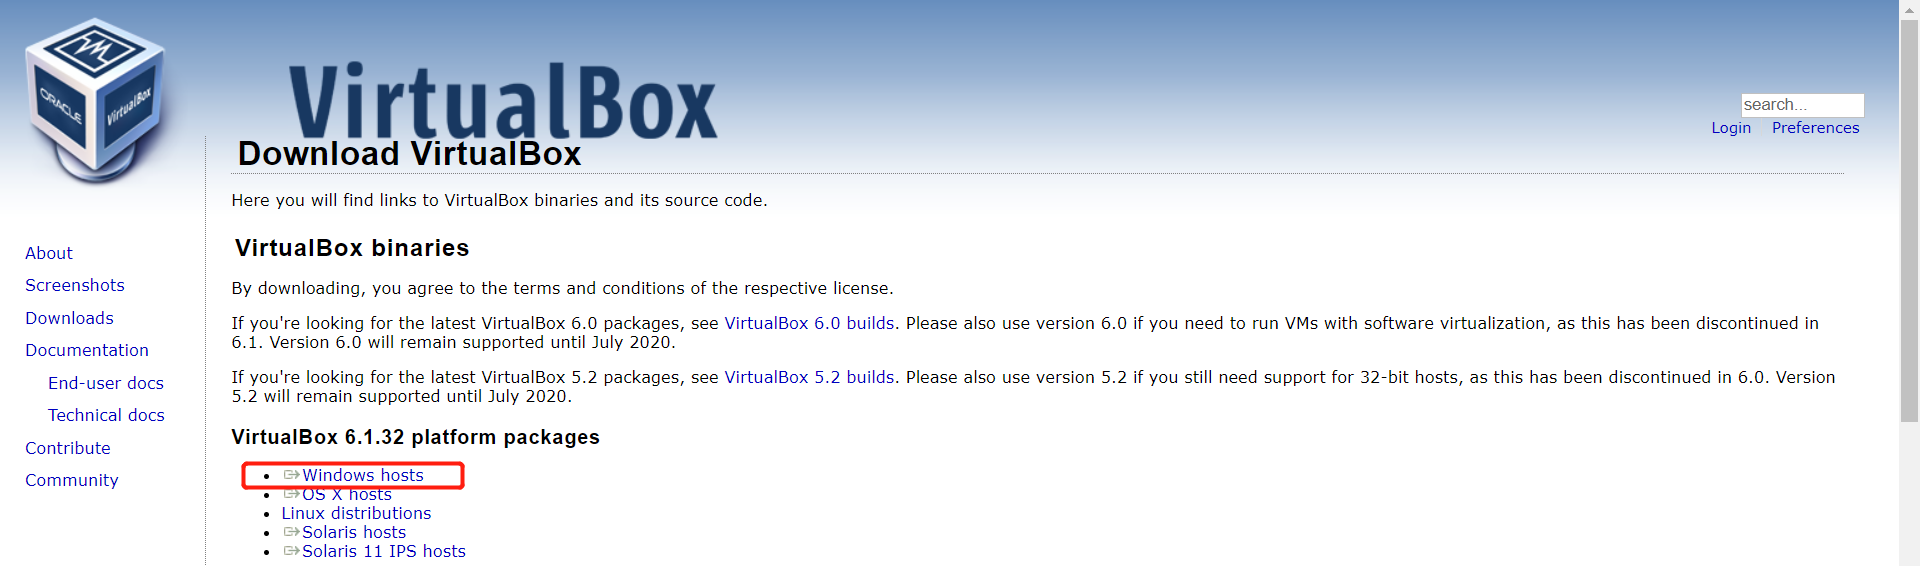 ORACLE
VirtualBox
VirtualBox
search...
Login Preferences
Download VirtualBox
Here you will find links to VirtualBox binaries and its source code.
About
Screenshots
Downloads
Documentation
End-user docs
Technical docs
Contribute
Community
VirtualBox binaries
By downloading, you agree to the terms and conditions of the respective license.
If you're looking for the latest VirtualBox 6.0 packages, see VirtualBox 6.0 builds. Please also use version 6.0 if you need to run VMs with software virtualization, as this has been discontinued in
6.1. Version 6.0 will remain supported until July 2020.
If you're looking for the latest VirtualBox 5.2 packages, see VirtualBox 5.2 builds. Please also use version 5.2 if you still need support for 32-bit hosts, as this has been discontinued in 6.0. Version
5.2 will remain supported until July 2020.
VirtualBox 6.1.32 platform packages
Windows hosts
OS X hosts
Linux distributions
Solaris hosts
Solaris 11 IPS hosts